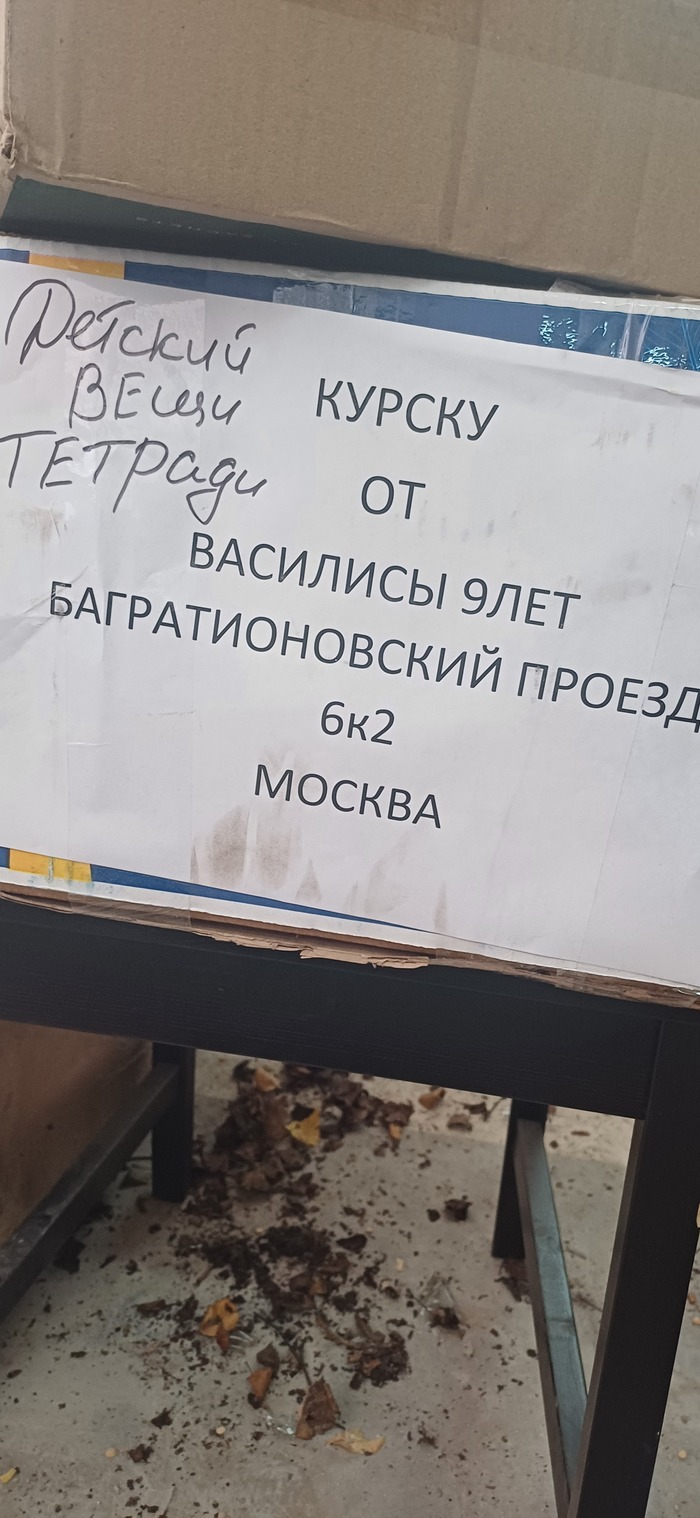 Детский
ВЕщи
ТЕТради
КУРСКУ
ОТ
ВАСИЛИСЫ 9ЛЕТ
БАГРАТИОНОВСКИЙ ПРОЕЗД
6к2
МОСКВА